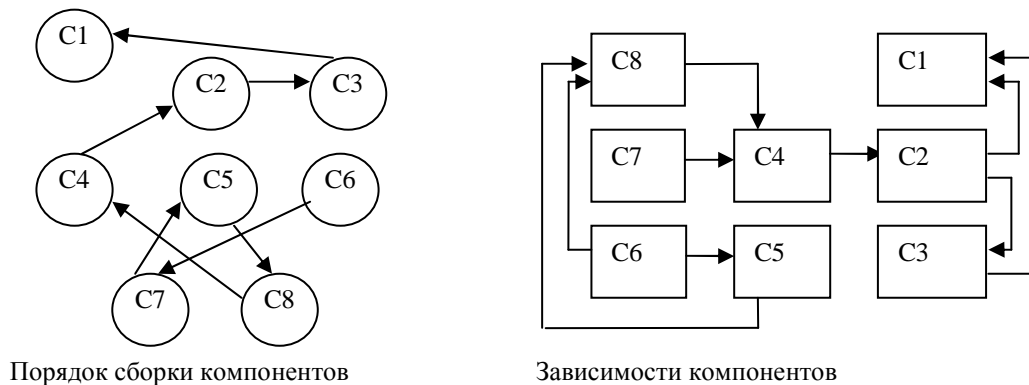 C1
C2
C3
C4
C5
C6
C7
C8
Порядок сборки компонентов
C8
C1
C7
C4
C2
C6
C5
C3
Зависимости компонентов